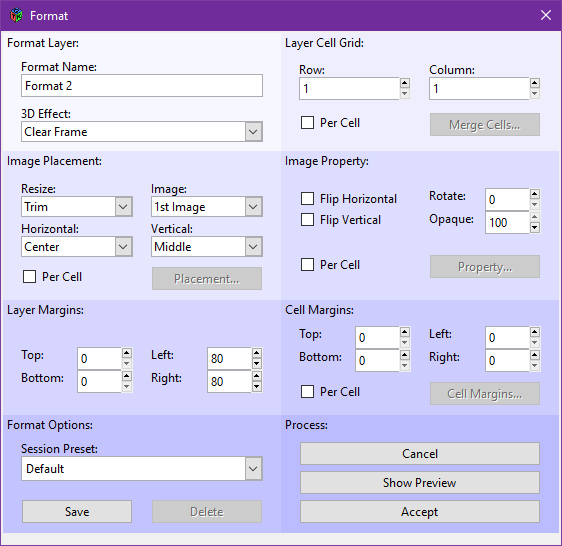 Format
Format Layer:
Format Name:
Format 2
3D Effect:
Clear Frame
Layer Cell Grid:
Row: Column:
1 1
Per Cell Merge Cells...
Image Placement:
Resize: Image:
Trim 1st Image
Horizontal: Vertical:
Center Middle
Per Cell Placement...
Image Property:
Flip Horizontal Rotate: 0
Flip Vertical Opaque: 100
Per Cell Property...
Layer Margins:
Top: 0 Left: 80
Bottom: 0 Right: 80
Cell Margins:
Top: 0 Left: 0
Bottom: 0 Right: 0
Per Cell Cell Margins...
Format Options:
Session Preset:
Default
Save Delete
Process:
Cancel
Show Preview
Accept